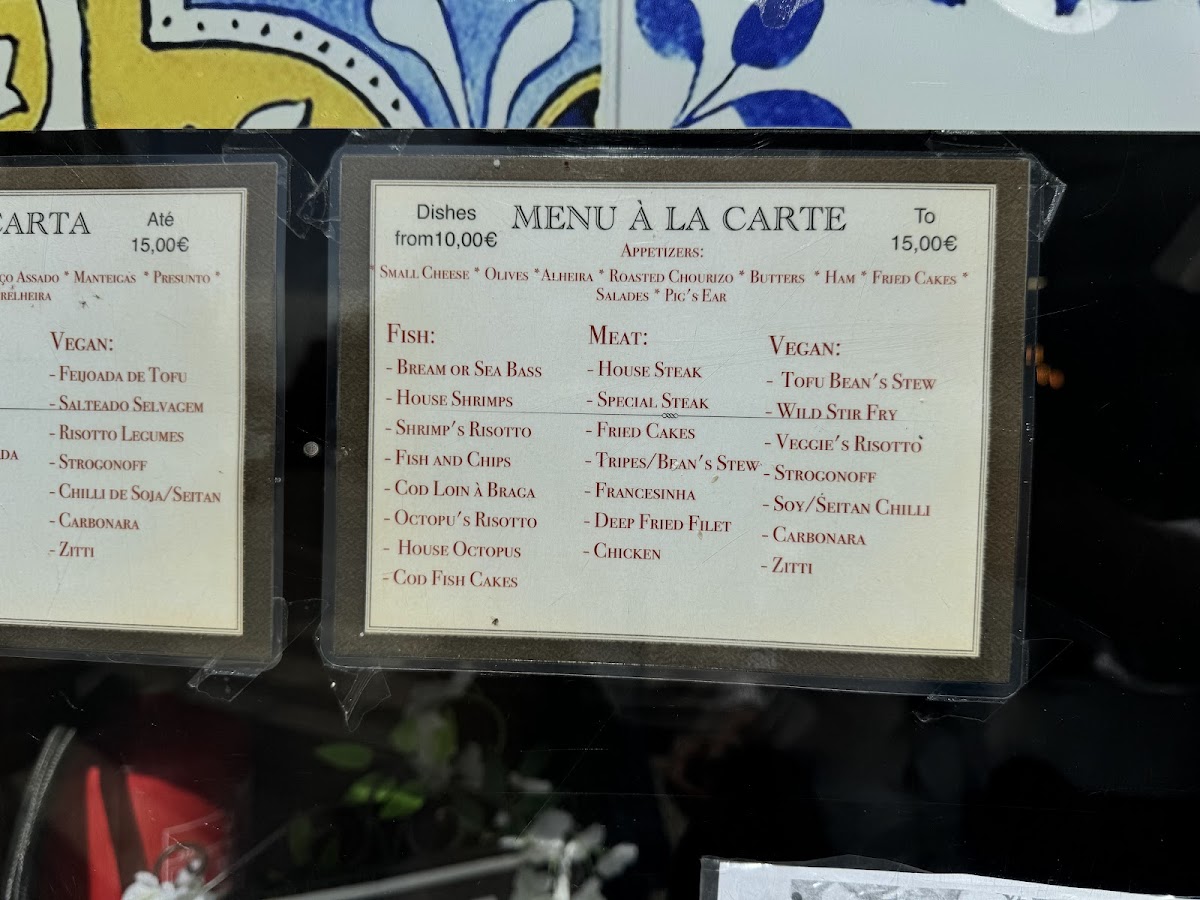 CARTA
Até
15,00€
ço Assado * Manteigas * Presunto *
relheira
Vegan:
- Feijoada de Tofu
- Salteado Selvagem
- Risotto Legumes
- Strogonoff
- Chilli de Soja/Seitan
- Carbonara
- Zitti
Dishes
from10,00€
MENU À LA CARTE
To
15,00€
Appetizers:
* Small Cheese * Olives *Alheira * Roasted Chourizo * Butters * Ham * Fried Cakes *
Salades * Pig's Ear
Fish:
- Bream or Sea Bass
- House Shrimps
- Shrimp's Risotto
- Fish and Chips
- Cod Loin à Braga
- Octopu's Risotto
- House Octopus
- Cod Fish Cakes
Meat:
- House Steak
- Special Steak
- Fried Cakes
- Tripes/Bean's Stew
- Francesinha
- Deep Fried Filet
- Chicken
Vegan:
- Tofu Bean's Stew
- Wild Stir Fry
- Veggie's Risotto
- Strogonoff
- Soy/Seitan Chilli
- Carbonara
- Zitti